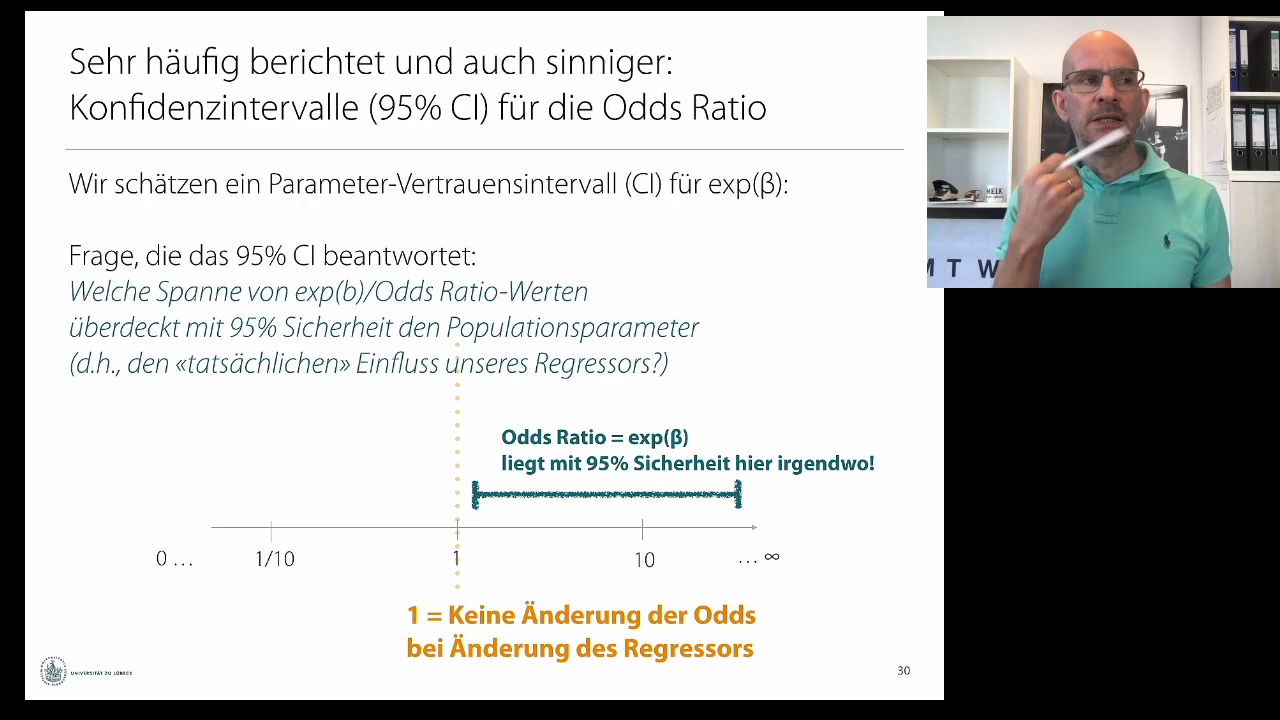 Sehr häufig berichtet und auch sinniger:
Konfidenzintervalle (95% CI) für die Odds Ratio
Wir schätzen ein Parameter-Vertrauensintervall (CI) für exp(β):
Frage, die das 95% CI beantwortet:
Welche Spanne von exp(b)/Odds Ratio-Werten
überdeckt mit 95% Sicherheit den Populationsparameter
(d.h., den «tatsächlichen» Einfluss unseres Regressors?)
Odds Ratio = exp(β)
liegt mit 95% Sicherheit hier irgendwo!
0 … 1/10 1 10 … ∞
1 = Keine Änderung der Odds
bei Änderung des Regressors
UNIVERSITÄT ZU LÜBECK
30
M T W